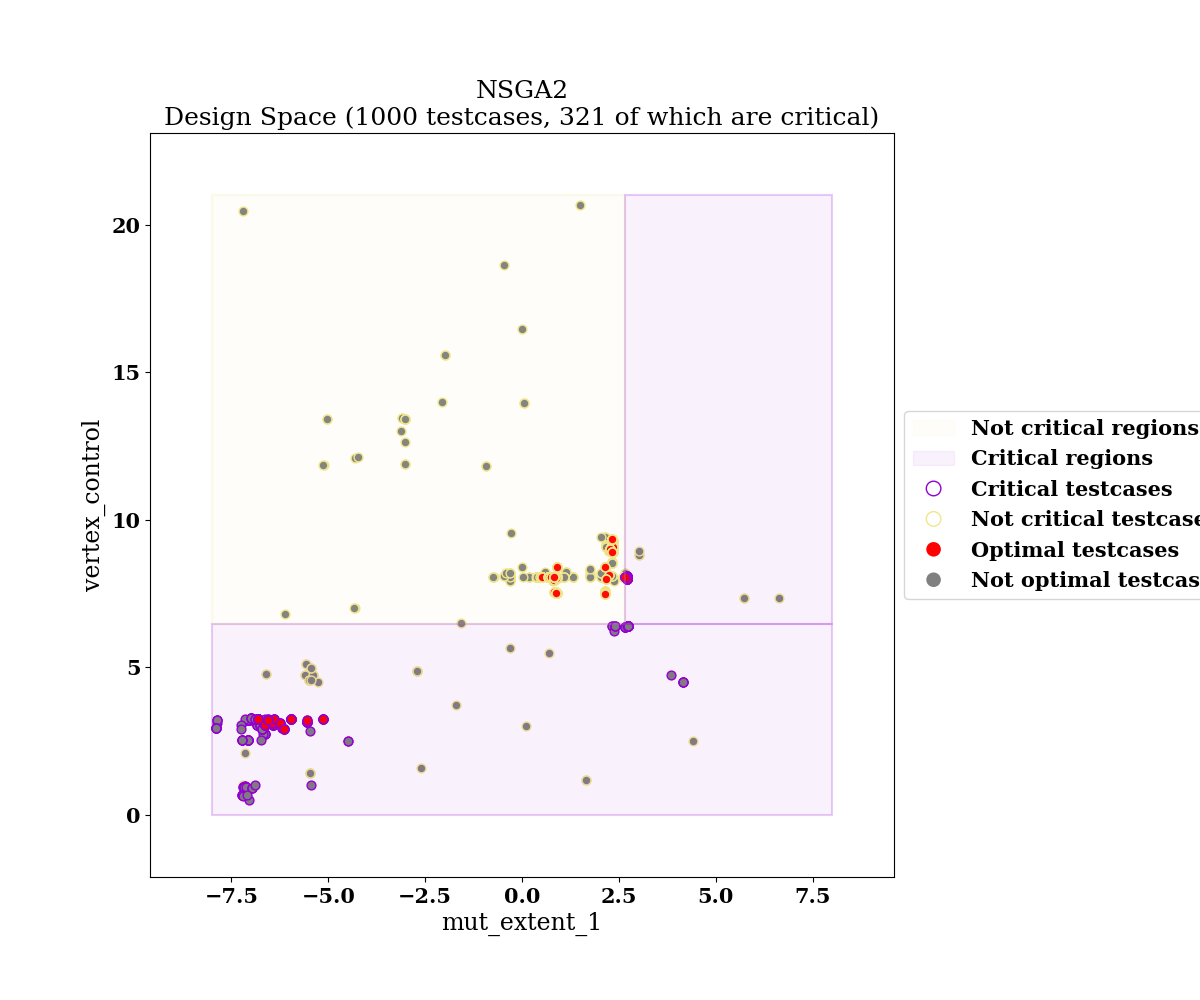 NSGA2
Design Space (1000 testcases, 321 of which are critical)
vertex_control
20
15
10
5
0
−7.5 −5.0 −2.5 0.0 2.5 5.0 7.5
mut_extent_1
Not critical regions
Critical regions
Critical testcases
Not critical testcase
Optimal testcases
Not optimal testcas